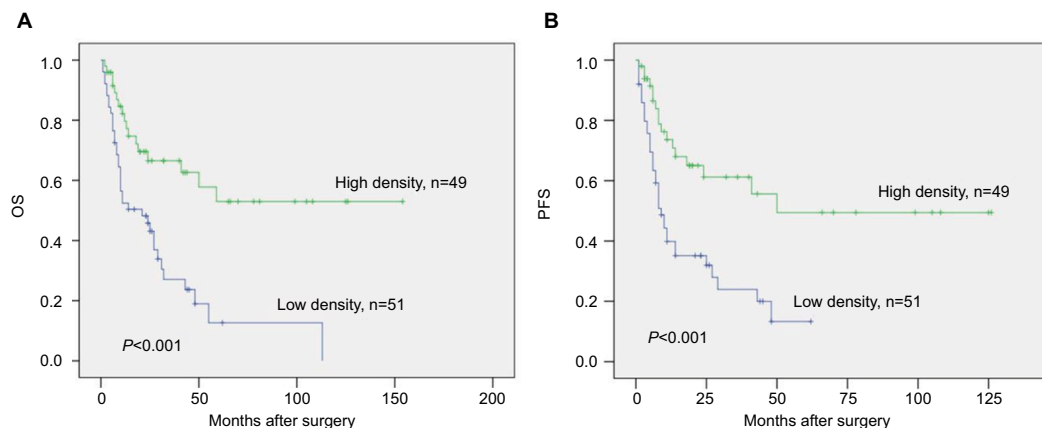 A
1.0
0.8
0.6
0.4
0.2
0.0
OS
High density, n=49
Low density, n=51
P<0.001
0 50 100 150 200
Months after surgery
B
1.0
0.8
0.6
0.4
0.2
0.0
PFS
High density, n=49
Low density, n=51
P<0.001
0 25 50 75 100 125
Months after surgery